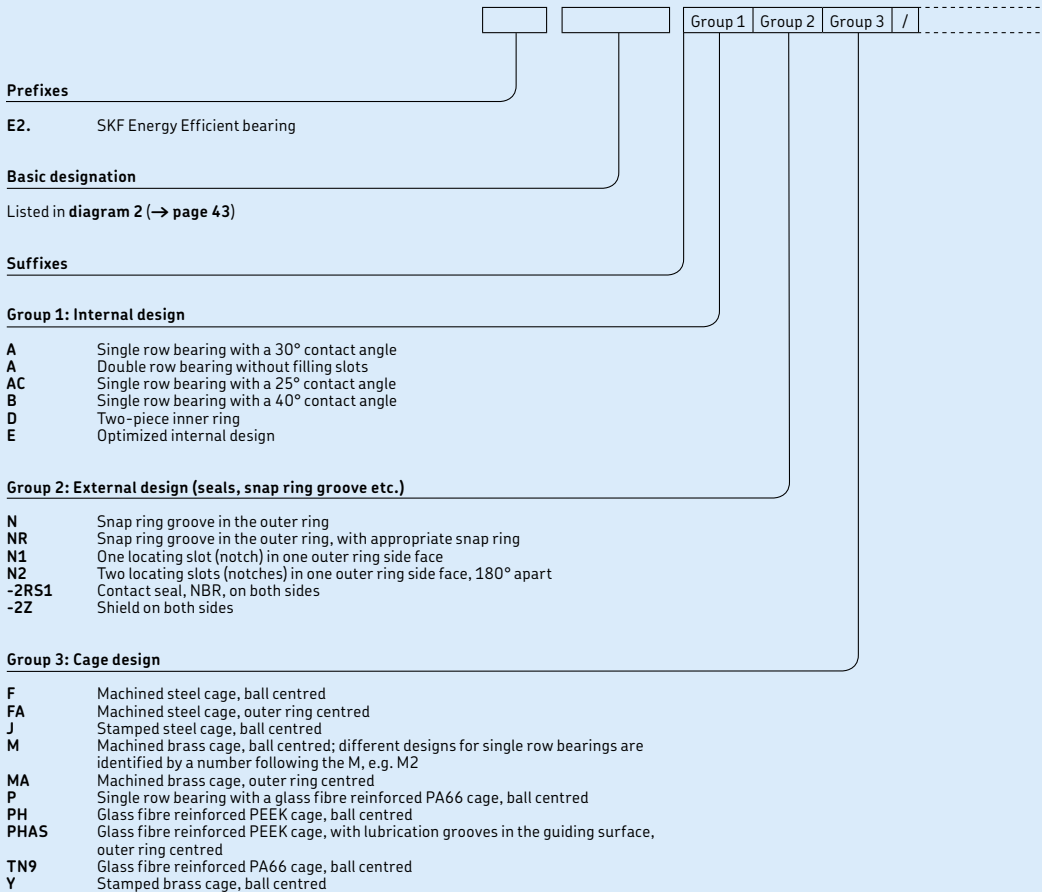 Group 1 Group 2 Group 3 /
Prefixes
E2. SKF Energy Efficient bearing
Basic designation
Listed in diagram 2 (→ page 43)
Suffixes
Group 1: Internal design
A Single row bearing with a 30° contact angle
A Double row bearing without filling slots
AC Single row bearing with a 25° contact angle
B Single row bearing with a 40° contact angle
D Two-piece inner ring
E Optimized internal design
Group 2: External design (seals, snap ring groove etc.)
N Snap ring groove in the outer ring
NR Snap ring groove in the outer ring, with appropriate snap ring
N1 One locating slot (notch) in one outer ring side face
N2 Two locating slots (notches) in one outer ring side face, 180° apart
-2RS1 Contact seal, NBR, on both sides
-2Z Shield on both sides
Group 3: Cage design
F Machined steel cage, ball centred
FA Machined steel cage, outer ring centred
J Stamped steel cage, ball centred
M Machined brass cage, ball centred; different designs for single row bearings are
identified by a number following the M, e.g. M2
MA Machined brass cage, outer ring centred
P Single row bearing with a glass fibre reinforced PA66 cage, ball centred
PH Glass fibre reinforced PEEK cage, ball centred
PHAS Glass fibre reinforced PEEK cage, with lubrication grooves in the guiding surface,
outer ring centred
TN9 Glass fibre reinforced PA66 cage, ball centred
Y Stamped brass cage, ball centred